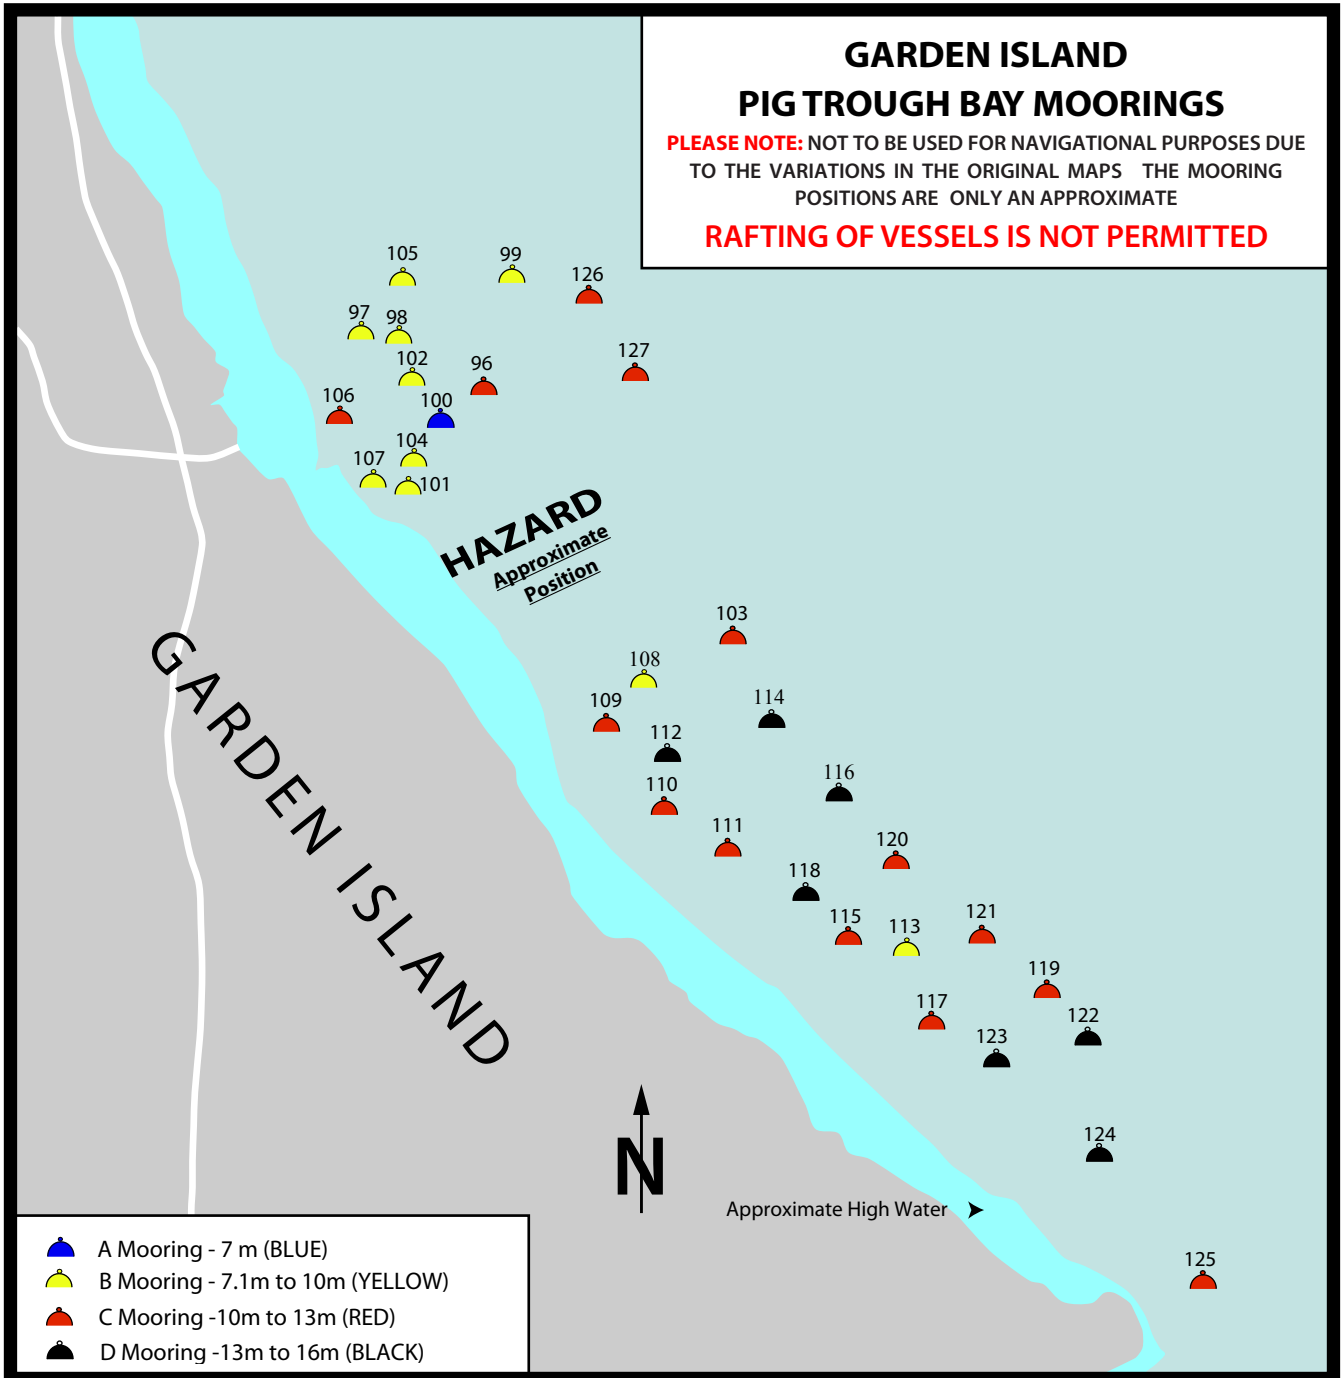 GARDEN ISLAND
PIG TROUGH BAY MOORINGS
PLEASE NOTE: NOT TO BE USED FOR NAVIGATIONAL PURPOSES DUE
TO THE VARIATIONS IN THE ORIGINAL MAPS THE MOORING
POSITIONS ARE ONLY AN APPROXIMATE
RAFTING OF VESSELS IS NOT PERMITTED
105
99
126
97
98
127
102
96
106
100
104
107
101
HAZARD
Approximate
Position
103
108
109
114
112
116
110
111
120
118
115
113
121
119
117
122
123
124
125
GARDEN ISLAND
N
Approximate High Water
A Mooring - 7 m (BLUE)
B Mooring - 7.1m to 10m (YELLOW)
C Mooring -10m to 13m (RED)
D Mooring -13m to 16m (BLACK)